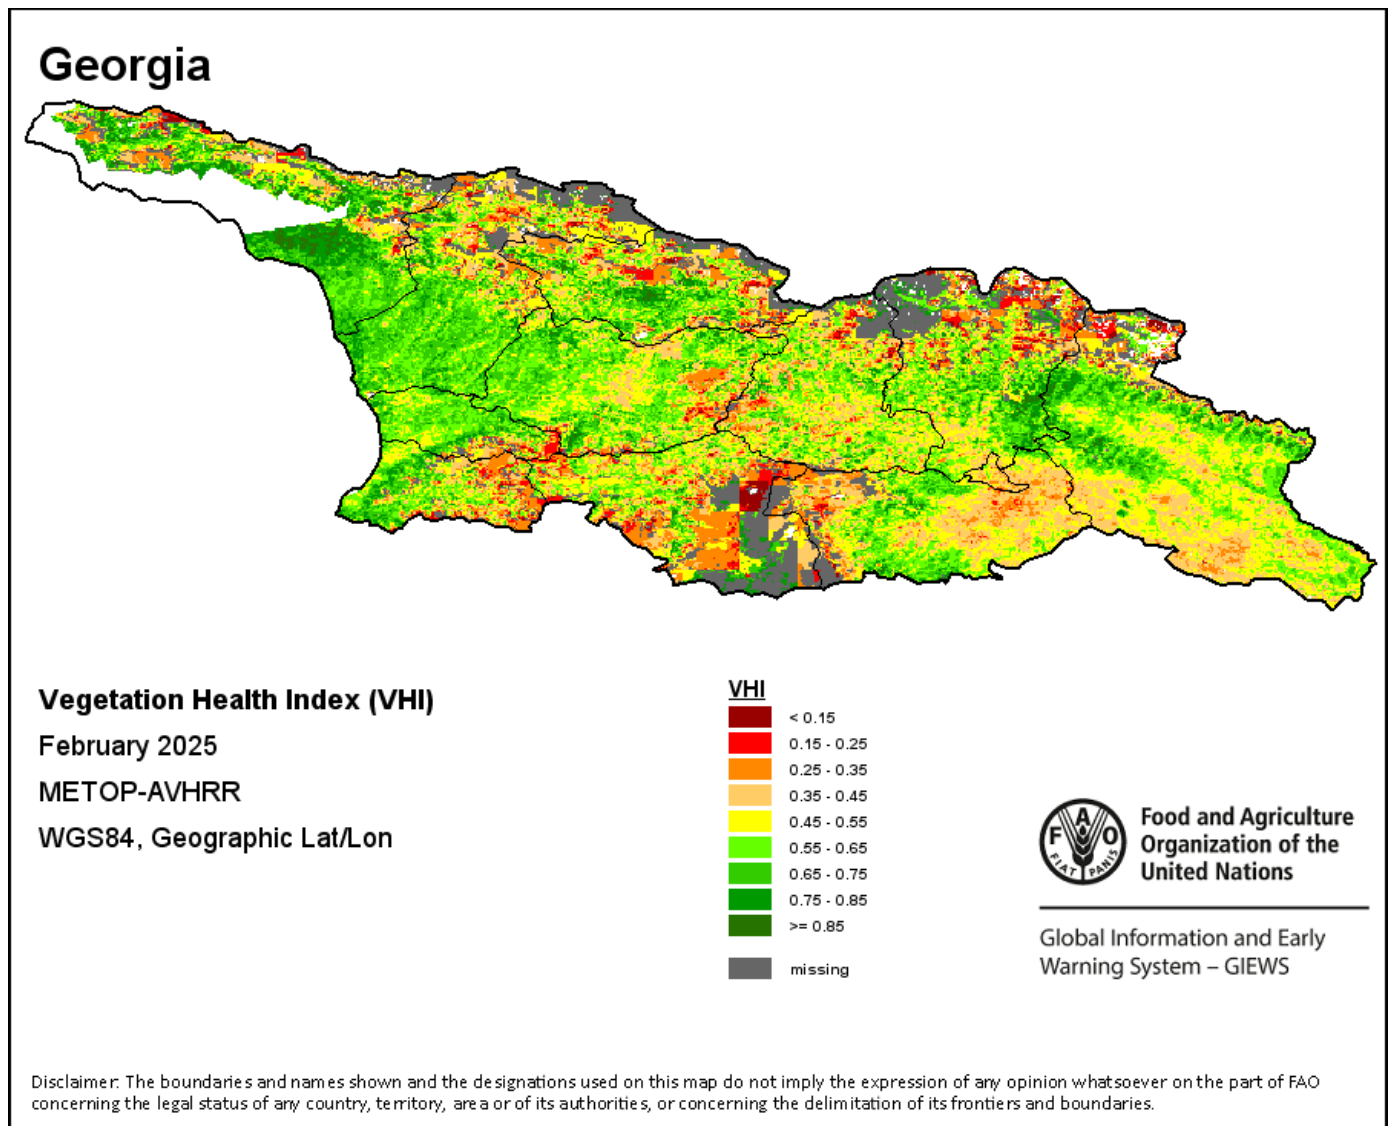 Georgia
Vegetation Health Index (VHI)
February 2025
METOP-AVHRR
WGS84, Geographic Lat/Lon
VHI
< 0.15
0.15 - 0.25
0.25 - 0.35
0.35 - 0.45
0.45 - 0.55
0.55 - 0.65
0.65 - 0.75
0.75 - 0.85
>= 0.85
missing
F A O
FIAT PANIS
Food and Agriculture
Organization of the
United Nations
Global Information and Early
Warning System – GIEWS
Disclaimer: The boundaries and names shown and the designations used on this map do not imply the expression of any opinion whatsoever on the part of FAO
concerning the legal status of any country, territory, area or of its authorities, or concerning the delimitation of its frontiers and boundaries.